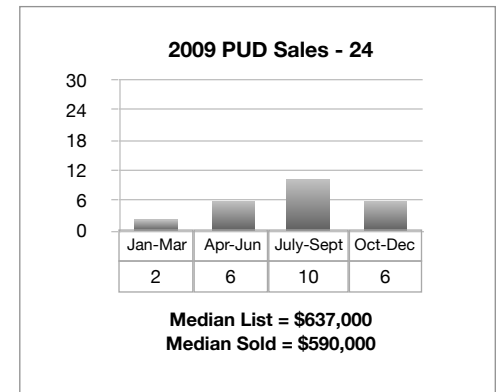 2009 PUD Sales - 24
30
24
18
12
6
0
Jan-Mar Apr-Jun July-Sept Oct-Dec
2 6 10 6
Median List = $637,000
Median Sold = $590,000